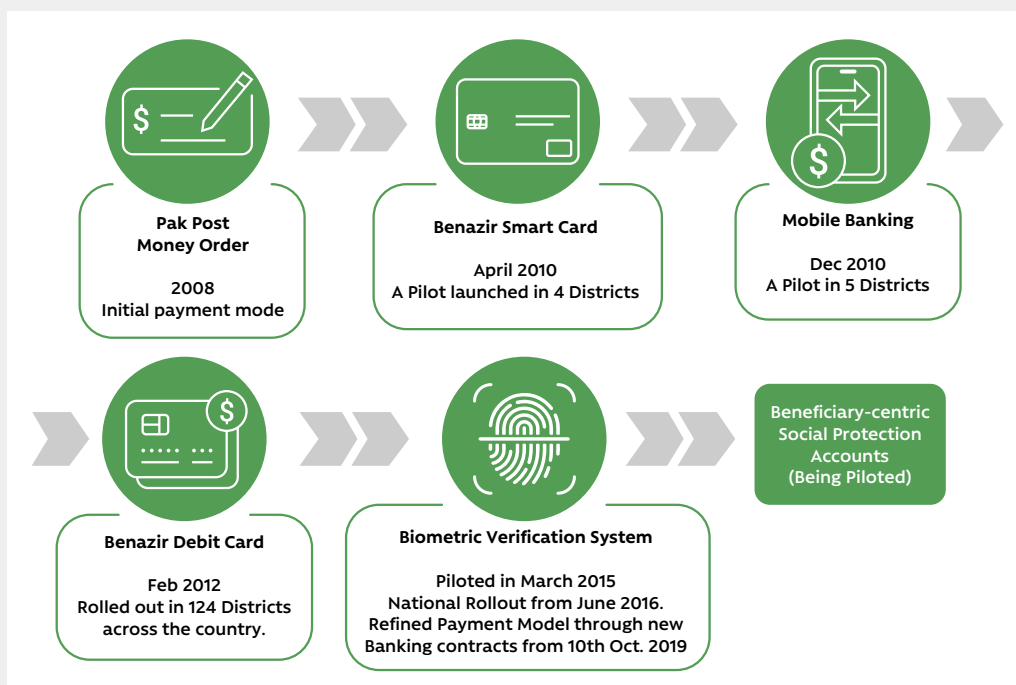 $
Pak Post
Money Order
2008
Initial payment mode
Benazir Smart Card
April 2010
A Pilot launched in 4 Districts
$
Mobile Banking
Dec 2010
A Pilot in 5 Districts
$
Benazir Debit Card
Feb 2012
Rolled out in 124 Districts
across the country.
Biometric Verification System
Piloted in March 2015
National Rollout from June 2016.
Refined Payment Model through new
Banking contracts from 10th Oct. 2019
Beneficiary-centric
Social Protection
Accounts
(Being Piloted)